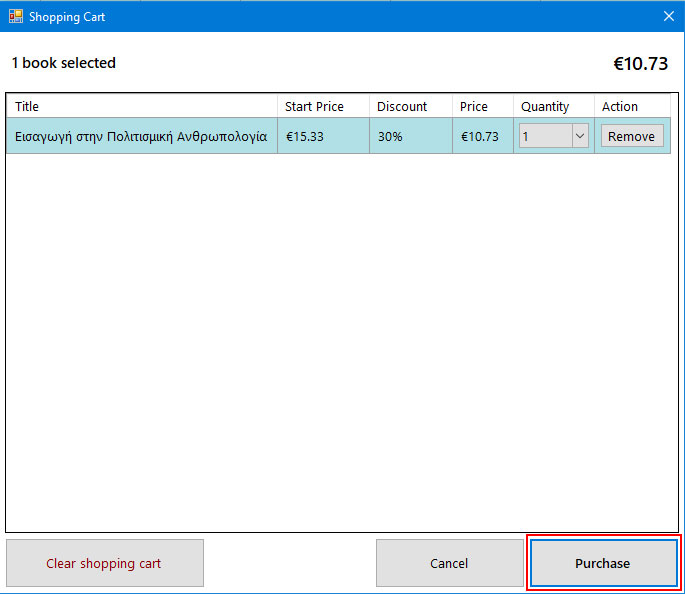 Shopping Cart
1 book selected €10.73
Title Start Price Discount Price Quantity Action
Εισαγωγή στην Πολιτισμική Ανθρωπολογία €15.33 30% €10.73 1 Remove
Clear shopping cart Cancel Purchase